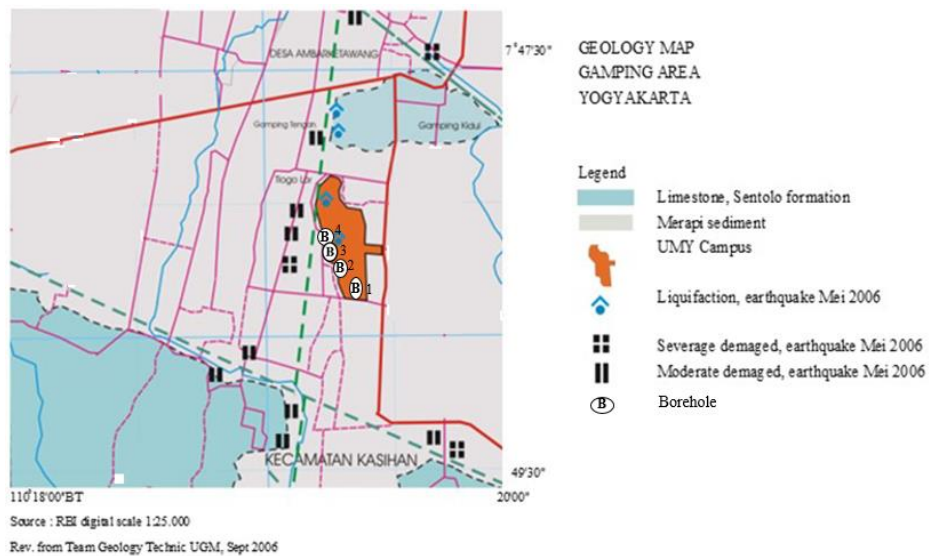 DESA AMBARKETAWANG
7°47'30"
GEOLOGY MAP
GAMPING AREA
YOGYAKARTA
Gamping Tengah
Gamping Kidul
Tlogo Lor
Legend
Limestone, Sentolo formation
Merapi sediment
UMY Campus
B 4
B 3
B 2
B 1
Liquifaction, earthquake Mei 2006
Severage demaged, earthquake Mei 2006
Moderate demaged, earthquake Mei 2006
B Borehole
KECAMATAN KASIHAN
49'30"
110°18'00"BT
20'00"
Source : RBI digital scale 1:25.000
Rev. from Team Geology Technic UGM, Sept 2006